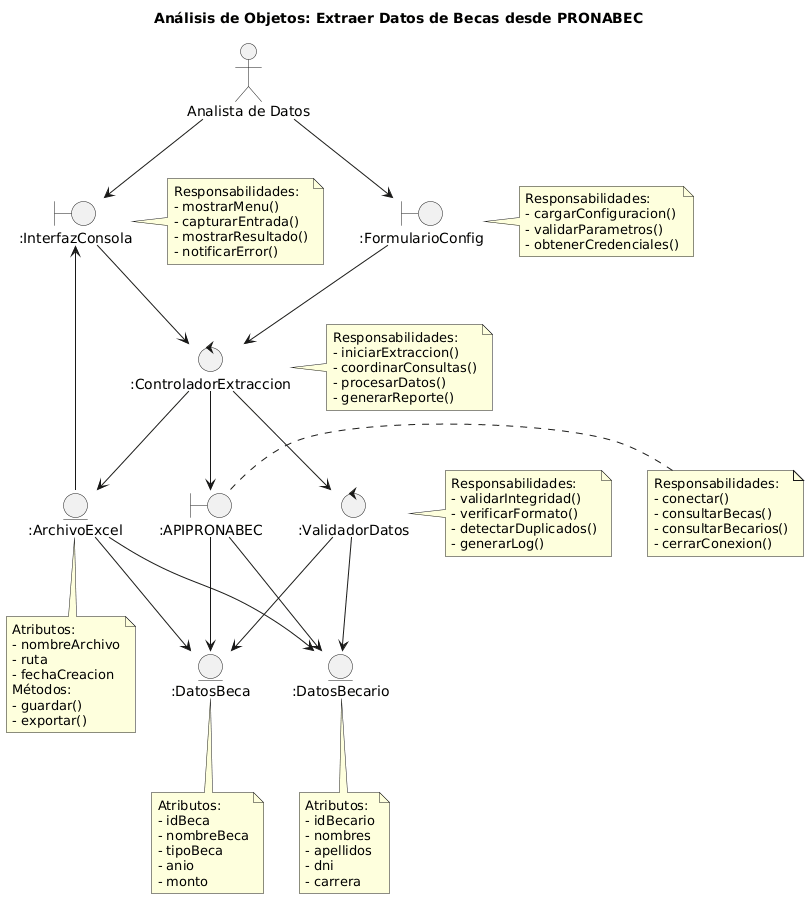 Análisis de Objetos: Extraer Datos de Becas desde PRONABEC
Analista de Datos
:InterfazConsola
Responsabilidades:
- mostrarMenu()
- capturarEntrada()
- mostrarResultado()
- notificarError()
:FormularioConfig
Responsabilidades:
- cargarConfiguracion()
- validarParametros()
- obtenerCredenciales()
:ControladorExtraccion
Responsabilidades:
- iniciarExtraccion()
- coordinarConsultas()
- procesarDatos()
- generarReporte()
:ArchivoExcel
:APIPRONABEC
:ValidadorDatos
Responsabilidades:
- validarIntegridad()
- verificarFormato()
- detectarDuplicados()
- generarLog()
Responsabilidades:
- conectar()
- consultarBecas()
- consultarBecarios()
- cerrarConexion()
Atributos:
- nombreArchivo
- ruta
- fechaCreacion
Métodos:
- guardar()
- exportar()
:DatosBeca
:DatosBecario
Atributos:
- idBeca
- nombreBeca
- tipoBeca
- anio
- monto
Atributos:
- idBecario
- nombres
- apellidos
- dni
- carrera